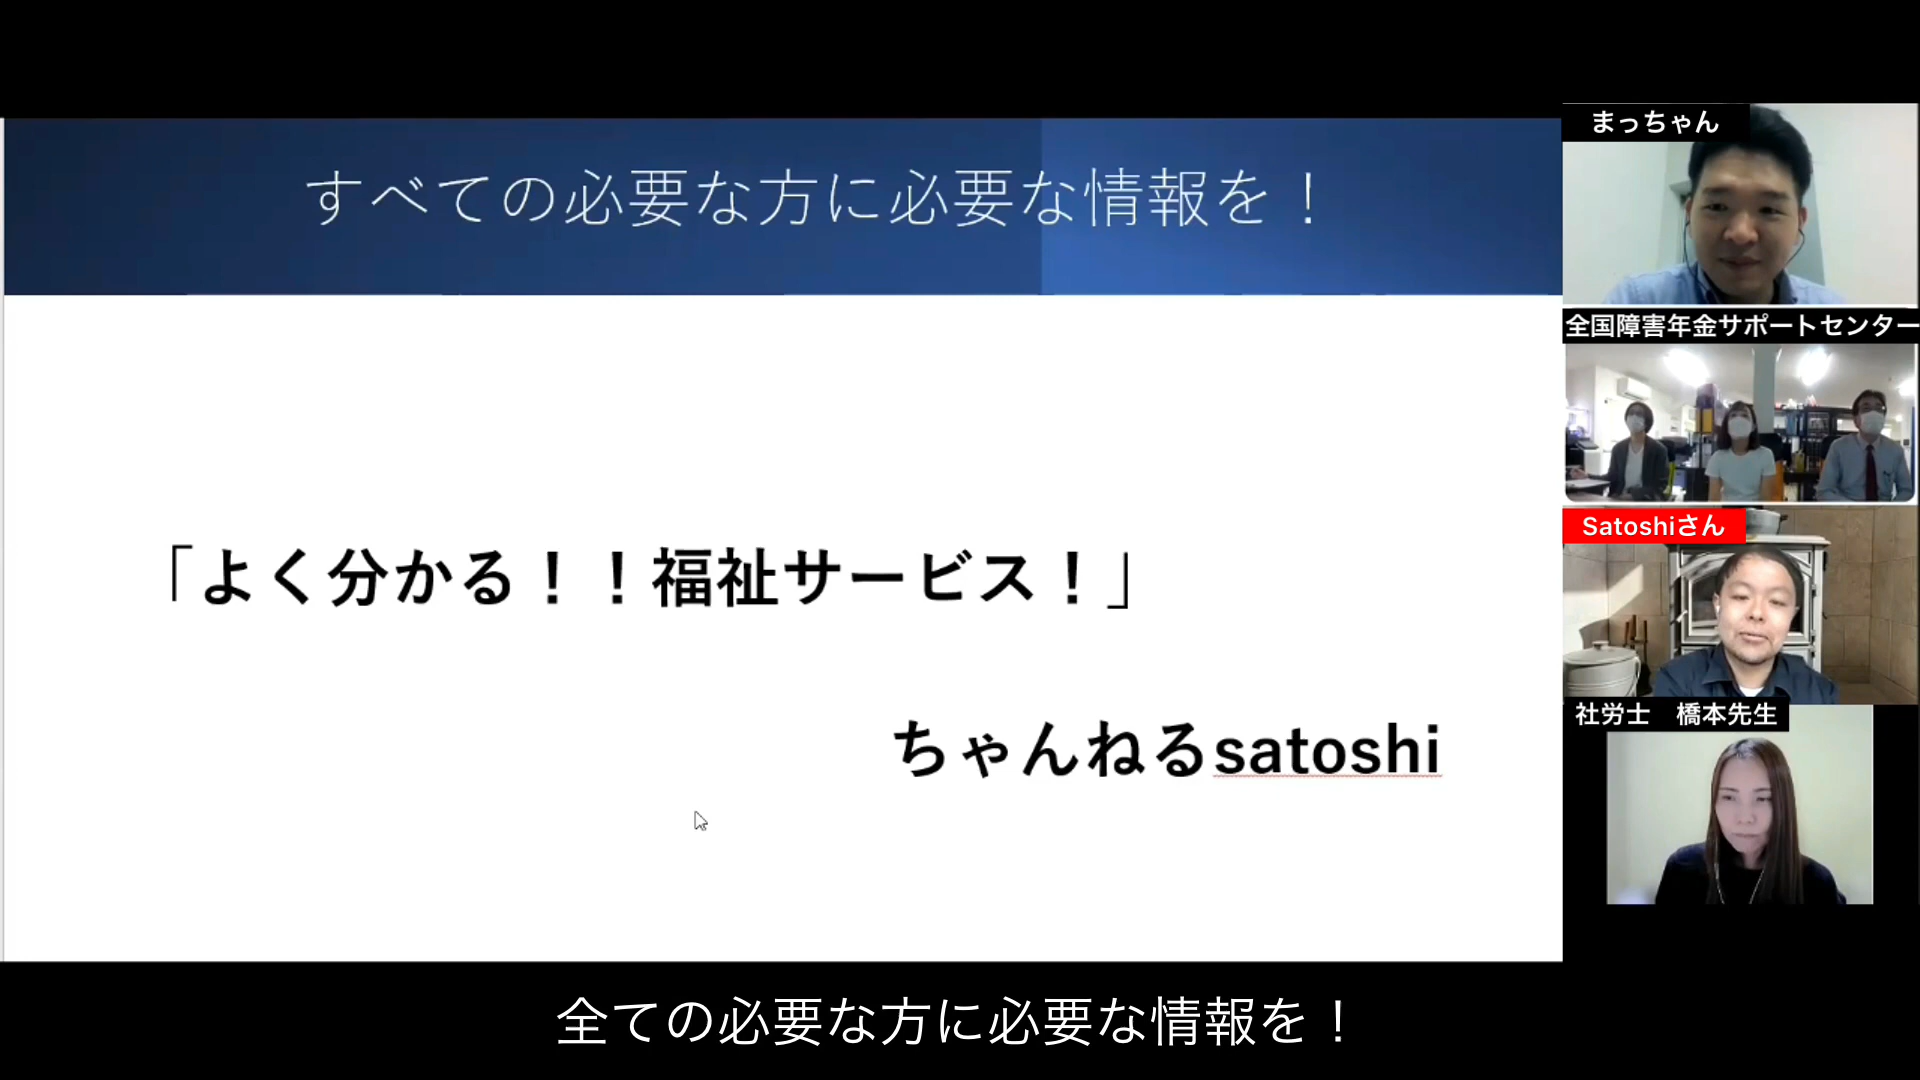 すべての必要な方に必要な情報を！
「よく分かる！！福祉サービス！」
ちゃんねるsatoshi
まっちゃん
全国障害年金サポートセンター
Satoshiさん
社労士　橋本先生
全ての必要な方に必要な情報を！